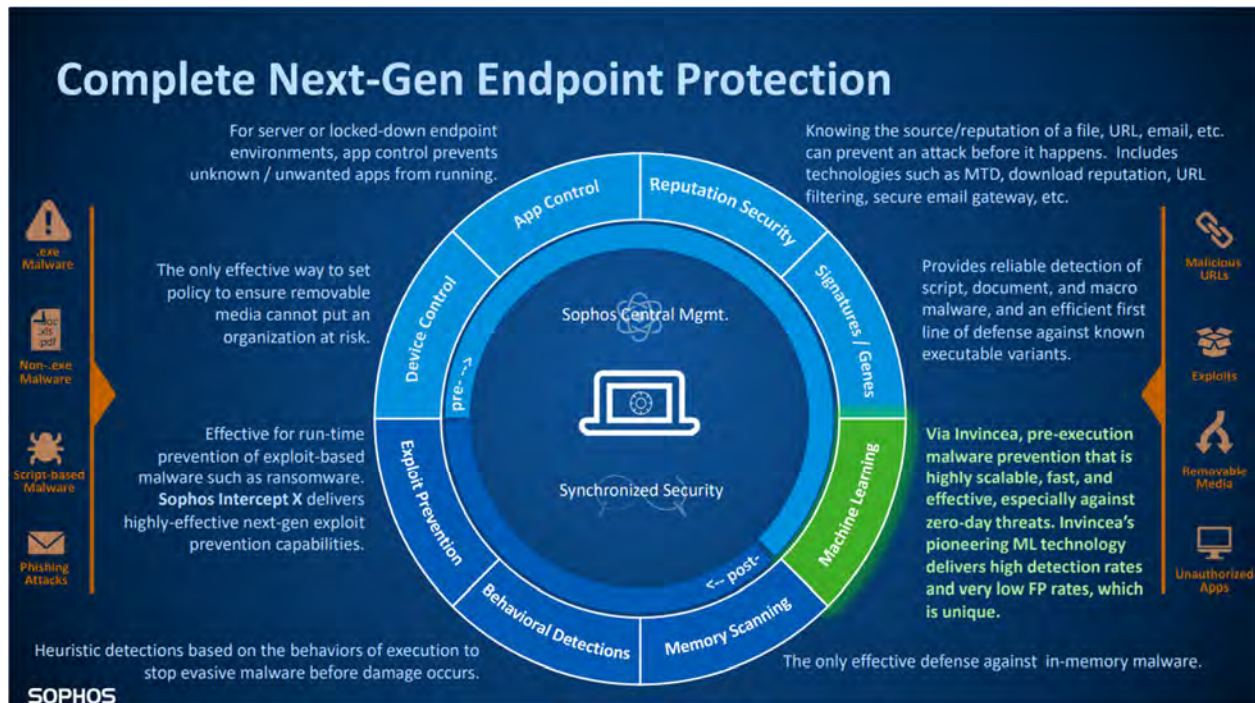 Complete Next-Gen Endpoint Protection
For server or locked-down endpoint
environments, app control prevents
unknown / unwanted apps from running.
Knowing the source/reputation of a file, URL, email, etc.
can prevent an attack before it happens. Includes
technologies such as MTD, download reputation, URL
filtering, secure email gateway, etc.
.exe
Malware
Non-.exe
Malware
Script-based
Malware
Phishing
Attacks
The only effective way to set
policy to ensure removable
media cannot put an
organization at risk.
Effective for run-time
prevention of exploit-based
malware such as ransomware.
Sophos Intercept X delivers
highly-effective next-gen exploit
prevention capabilities.
Heuristic detections based on the behaviors of execution to
stop evasive malware before damage occurs.
App Control
Reputation Security
Device Control
Signatures / Genes
Exploit Prevention
Machine Learning
Behavioral Detections
Memory Scanning
pre- -->
<-- post-
Sophos Central Mgmt.
Synchronized Security
Provides reliable detection of
script, document, and macro
malware, and an efficient first
line of defense against known
executable variants.
Via Invincea, pre-execution
malware prevention that is
highly scalable, fast, and
effective, especially against
zero-day threats. Invincea's
pioneering ML technology
delivers high detection rates
and very low FP rates, which
is unique.
The only effective defense against in-memory malware.
Malicious
URLs
Exploits
Removable
Media
Unauthorized
Apps
.doc
.xls
.pdf
SOPHOS